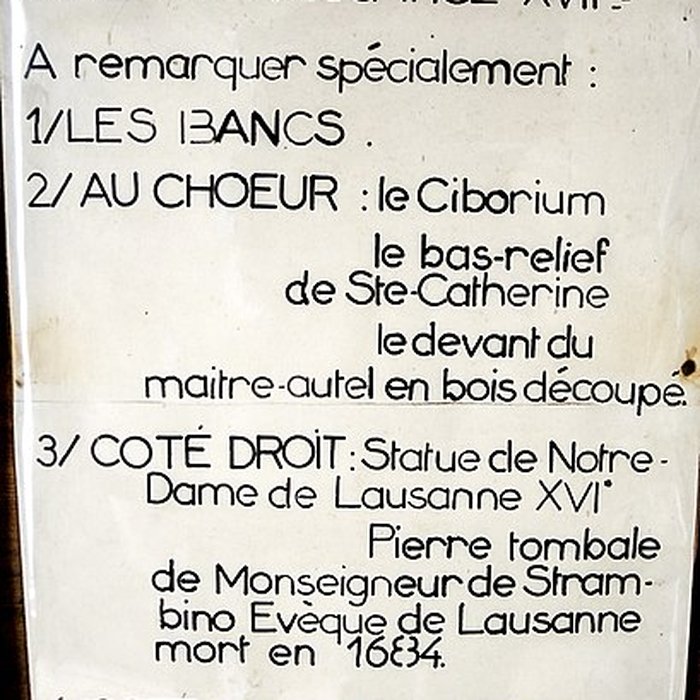 A remarquer spécialement :
1/LES BANCS .
2/ AU CHOEUR : le Ciborium
le bas-relief
de Ste-Catherine
le devant du
maitre-autel en bois découpé.
3/ COTÉ DROIT : Statue de Notre-
Dame de Lausanne XVI°
Pierre tombale
de Monseigneur de Stram-
bino Evèque de Lausanne
mort en 1684.